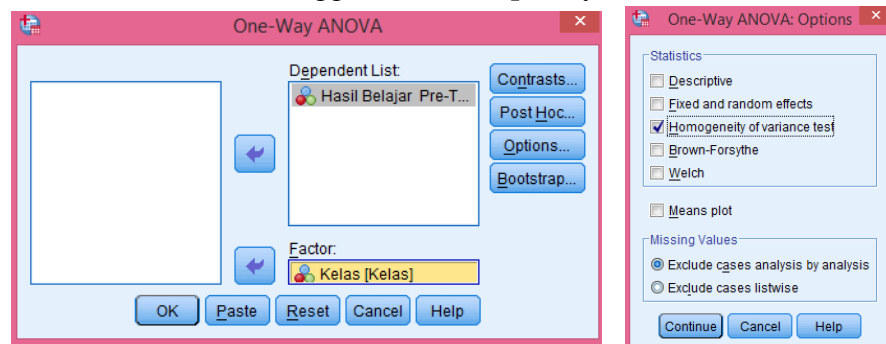 One-Way ANOVA
Dependent List:
Hasil Belajar Pre-T...
Contrasts...
Post Hoc...
Options...
Bootstrap...
Factor:
Kelas [Kelas]
OK Paste Reset Cancel Help
One-Way ANOVA: Options
Statistics
Descriptive
Fixed and random effects
Homogeneity of variance test
Brown-Forsythe
Welch
Means plot
Missing Values
Exclude cases analysis by analysis
Exclude cases listwise
Continue Cancel Help